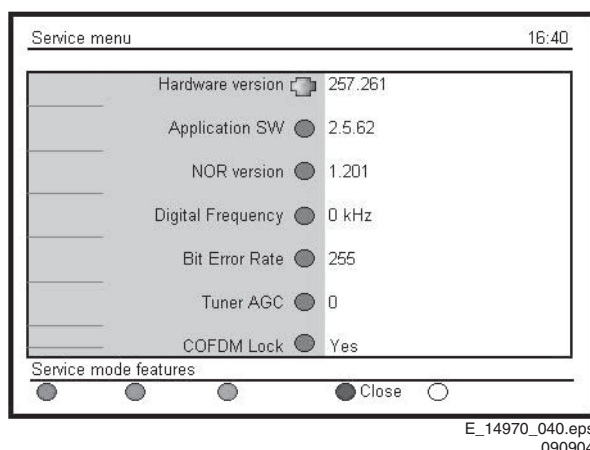 Service menu 16:40
Hardware version 257.261
Application SW 2.5.62
NOR version 1.201
Digital Frequency 0 kHz
Bit Error Rate 255
Tuner AGC 0
COFDM Lock Yes
Service mode features
Close
E_14970_040.eps
090904